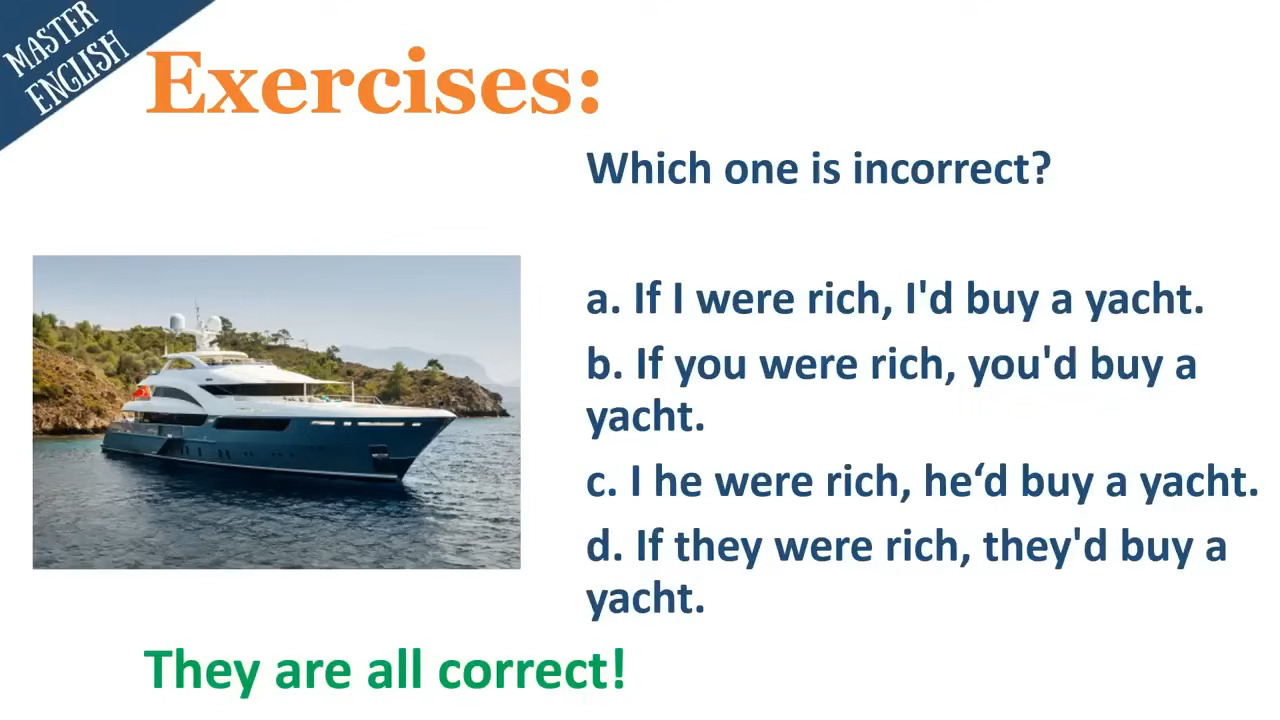 MASTER
ENGLISH
Exercises:
Which one is incorrect?
a. If I were rich, I'd buy a yacht.
b. If you were rich, you'd buy a
yacht.
c. I he were rich, he‘d buy a yacht.
d. If they were rich, they'd buy a
yacht.
They are all correct!